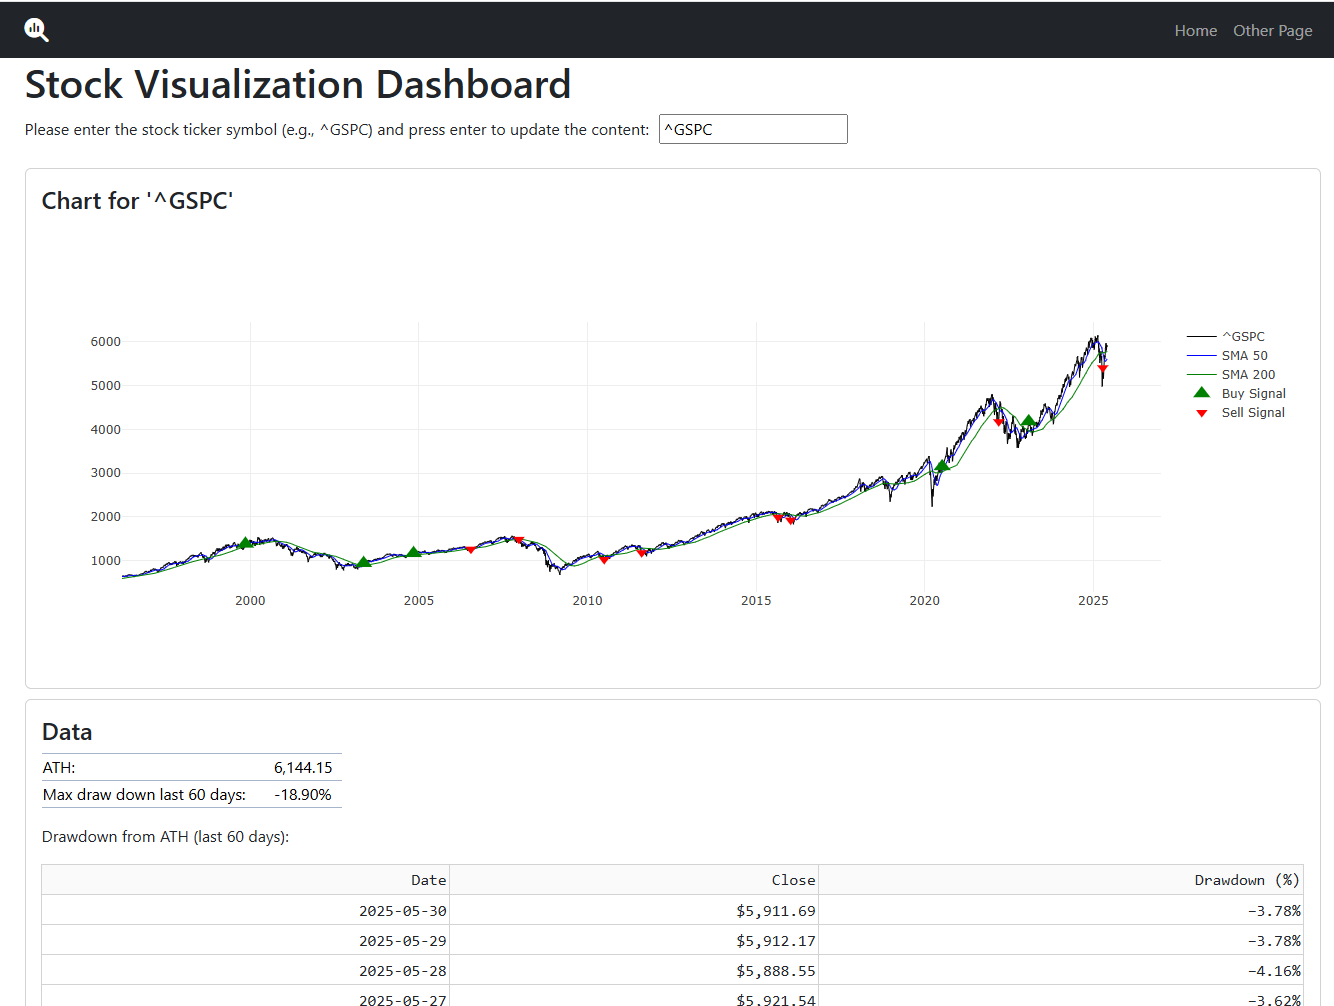 Home Other Page
Stock Visualization Dashboard
Please enter the stock ticker symbol (e.g., ^GSPC) and press enter to update the content: ^GSPC
Chart for '^GSPC'
6000
5000
4000
3000
2000
1000
2000 2005 2010 2015 2020 2025
^GSPC
SMA 50
SMA 200
Buy Signal
Sell Signal
Data
ATH: 6,144.15
Max draw down last 60 days: -18.90%
Drawdown from ATH (last 60 days):
Date Close Drawdown (%)
2025-05-30 $5,911.69 -3.78%
2025-05-29 $5,912.17 -3.78%
2025-05-28 $5,888.55 -4.16%
2025-05-27 $5,921.54 -3.62%